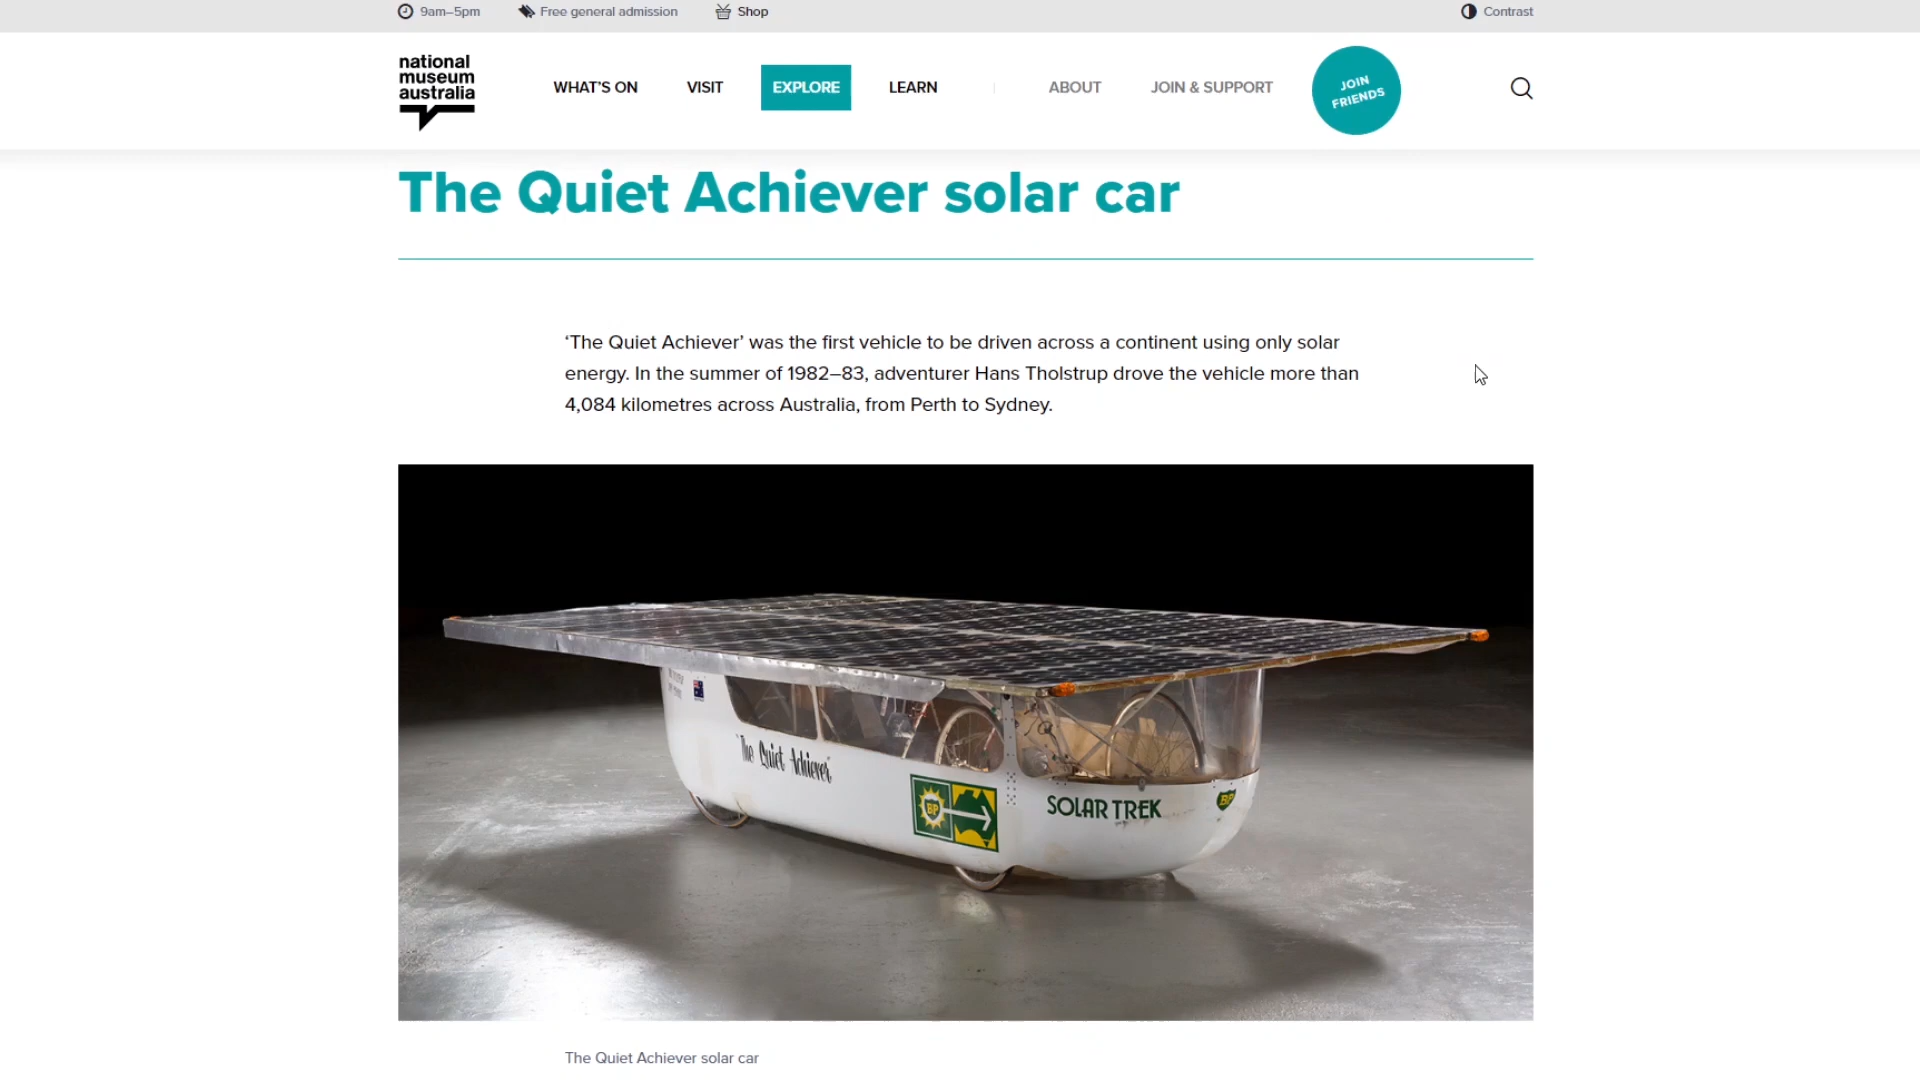 9am–5pm
Free general admission
Shop
Contrast
national
museum
australia
WHAT'S ON
VISIT
EXPLORE
LEARN
ABOUT
JOIN & SUPPORT
JOIN
FRIENDS
The Quiet Achiever solar car
‘The Quiet Achiever’ was the first vehicle to be driven across a continent using only solar
energy. In the summer of 1982–83, adventurer Hans Tholstrup drove the vehicle more than
4,084 kilometres across Australia, from Perth to Sydney.
"The Quiet Achiever"
BP
SOLAR TREK
BP
The Quiet Achiever solar car